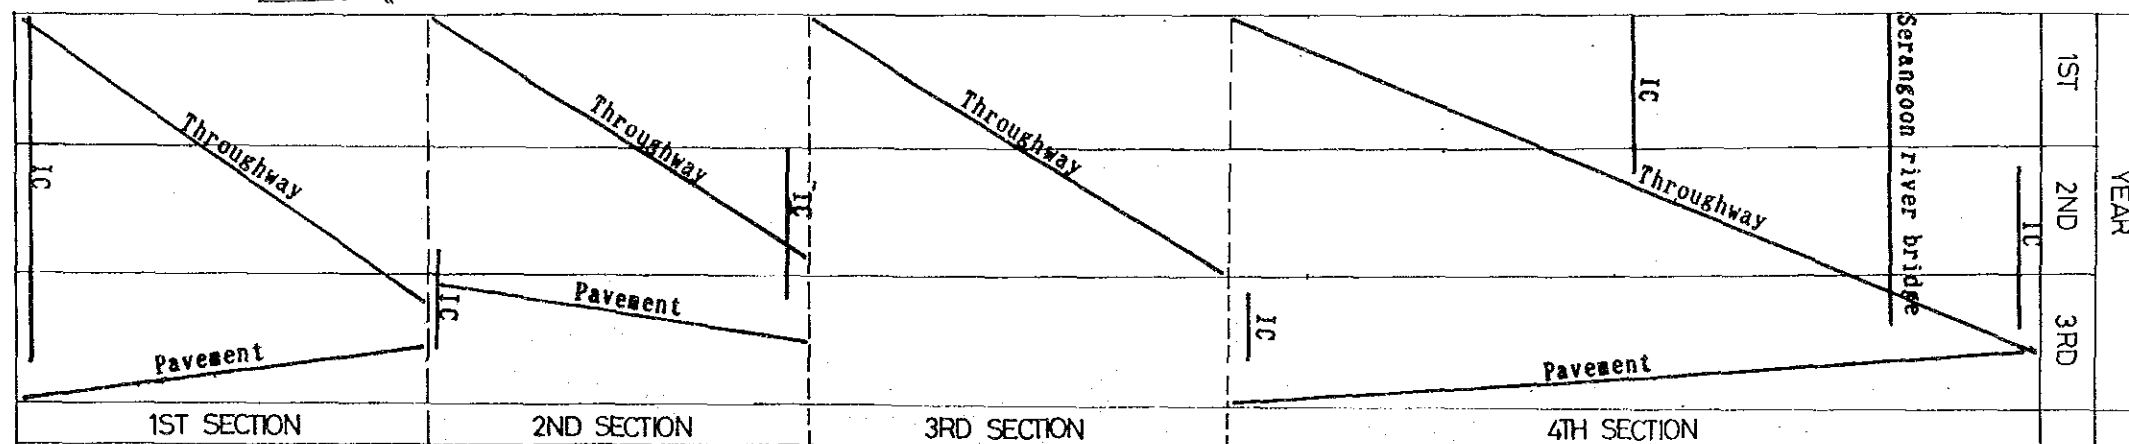 Throughway
IC
Pavement
1ST SECTION
Throughway
IC
IC
Pavement
2ND SECTION
Throughway
3RD SECTION
IC
Throughway
IC
Serangoon river bridge
IC
Pavement
4TH SECTION
1ST
2ND
3RD
YEAR